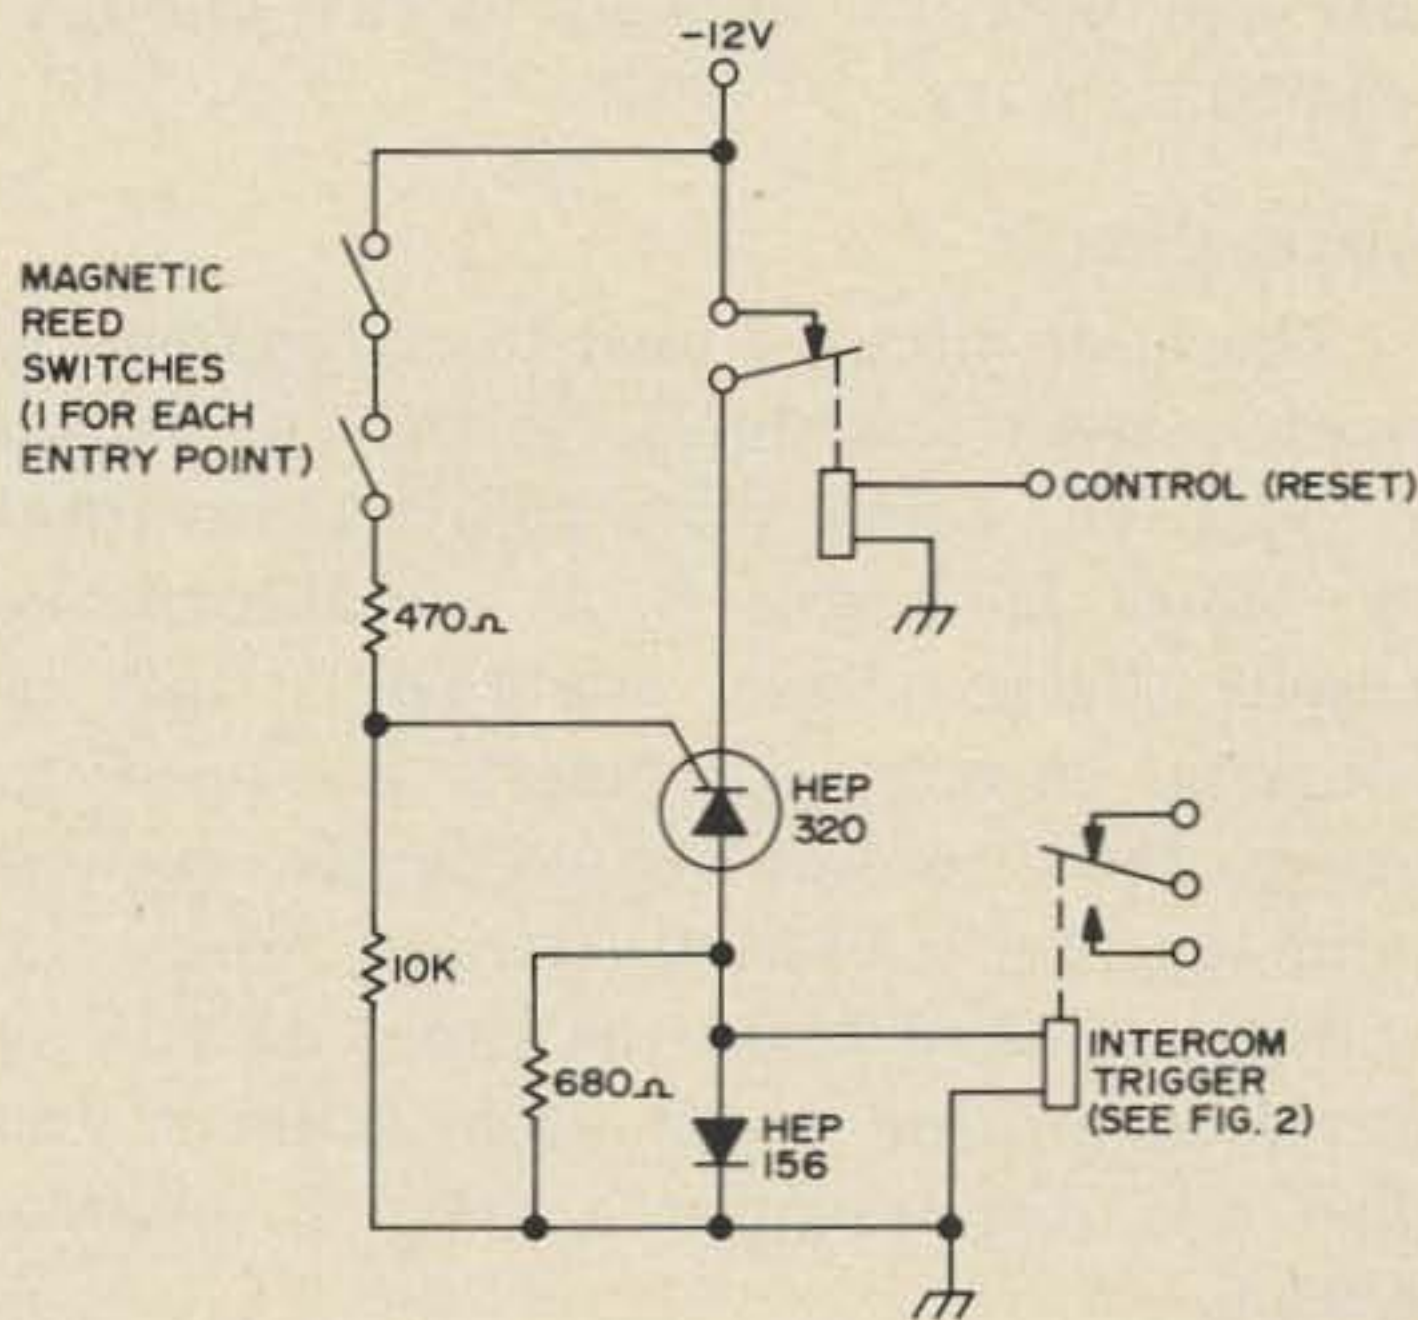 -12V
MAGNETIC
REED
SWITCHES
(1 FOR EACH
ENTRY POINT)
CONTROL (RESET)
470Ω
HEP
320
10K
680Ω
INTERCOM
TRIGGER
(SEE FIG. 2)
HEP
156